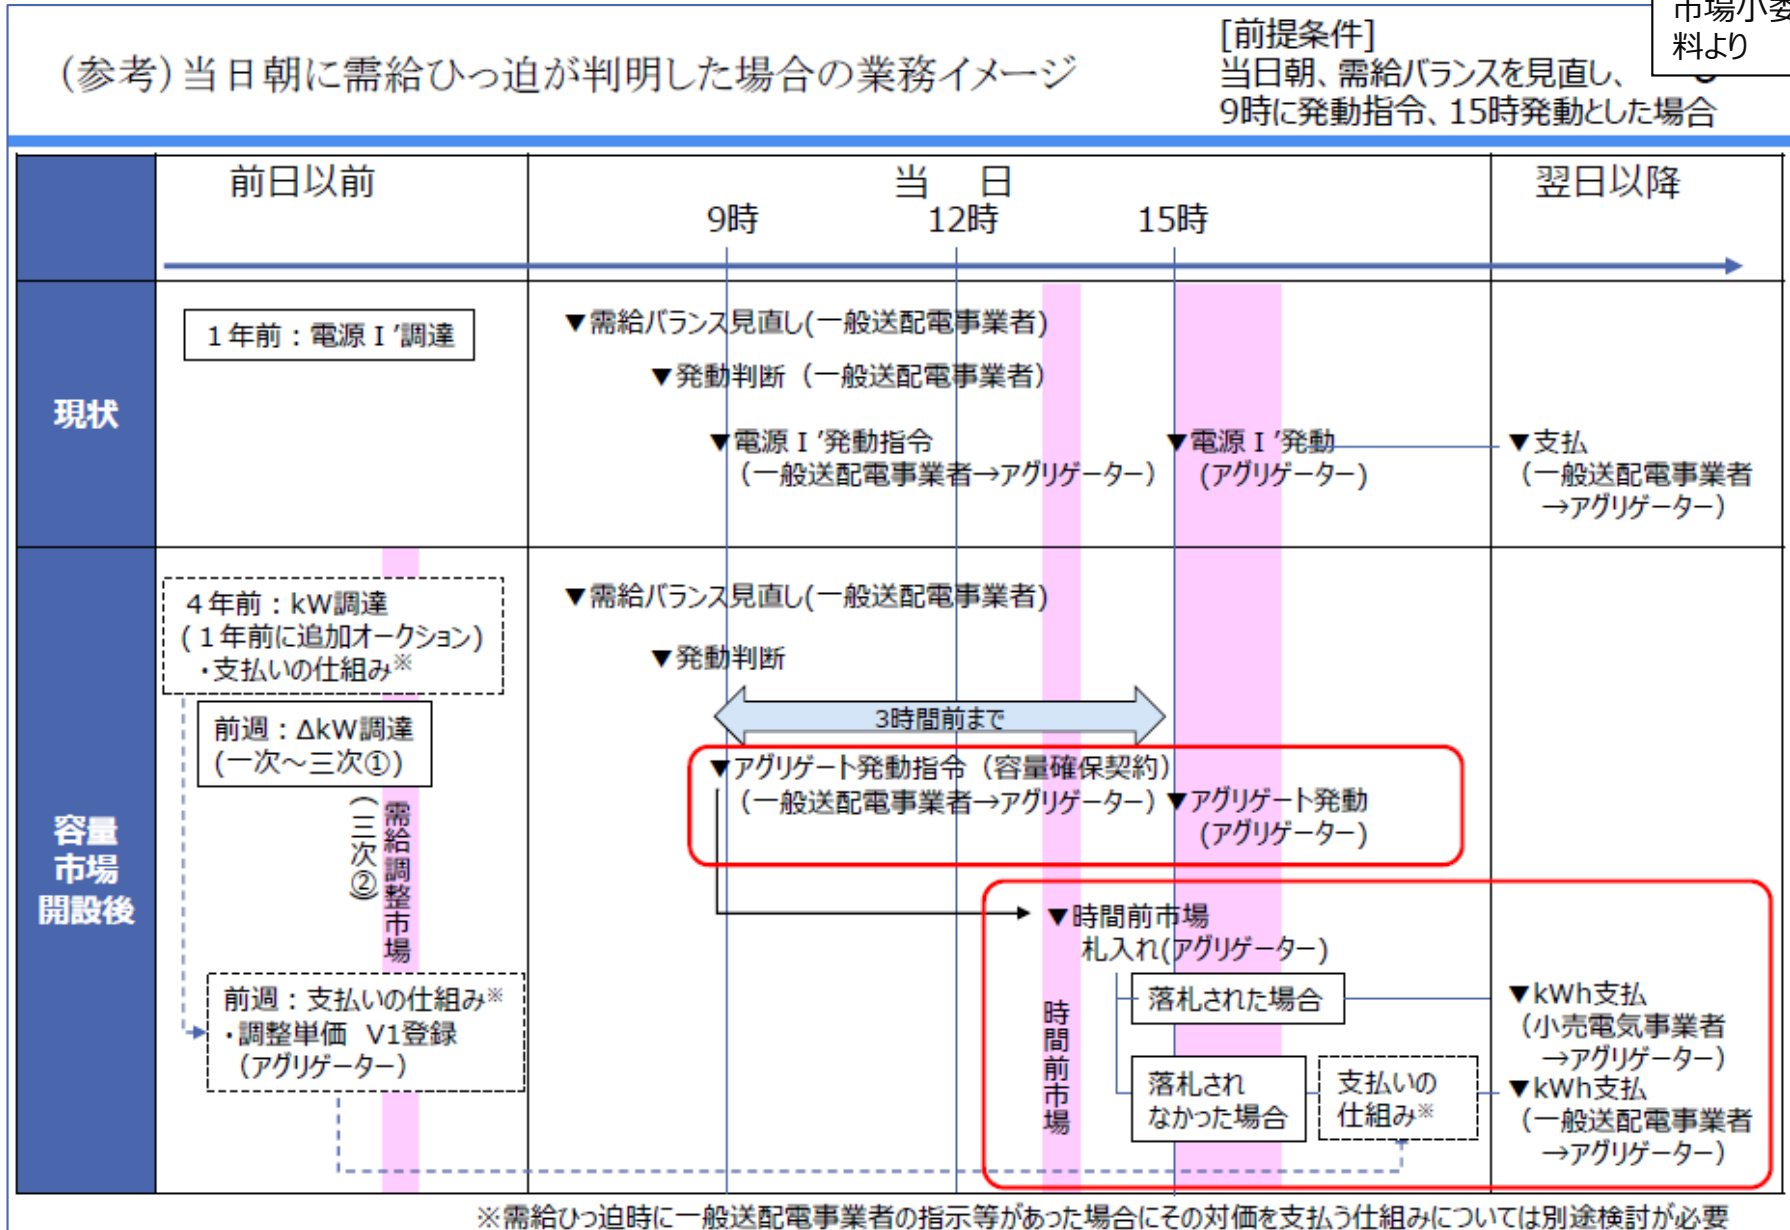 市場小委
料より
(参考)当日朝に需給ひっ迫が判明した場合の業務イメージ
[前提条件]
当日朝、需給バランスを見直し、
9時に発動指令、15時発動とした場合
前日以前
当 日
翌日以降
9時
12時
15時
現状
1年前：電源Ⅰ′調達
▼需給バランス見直し(一般送配電事業者)
▼発動判断（一般送配電事業者）
▼電源Ⅰ′発動指令
（一般送配電事業者→アグリゲーター）
▼電源Ⅰ′発動
(アグリゲーター)
▼支払
（一般送配電事業者
→アグリゲーター）
容量
市場
開設後
4年前：kW調達
(1年前に追加オークション)
・支払いの仕組み※
前週：ΔkW調達
(一次～三次①)
需給調整市場
(三次②)
前週：支払いの仕組み※
・調整単価 V1登録
（アグリゲーター）
▼需給バランス見直し(一般送配電事業者)
▼発動判断
3時間前まで
▼アグリゲート発動指令（容量確保契約）
（一般送配電事業者→アグリゲーター）
▼アグリゲート発動
(アグリゲーター)
▼時間前市場
札入れ(アグリゲーター)
時間前市場
落札された場合
▼kWh支払
（小売電気事業者
→アグリゲーター）
落札され
なかった場合
支払いの
仕組み※
▼kWh支払
（一般送配電事業者
→アグリゲーター）
※需給ひっ迫時に一般送配電事業者の指示等があった場合にその対価を支払う仕組みについては別途検討が必要